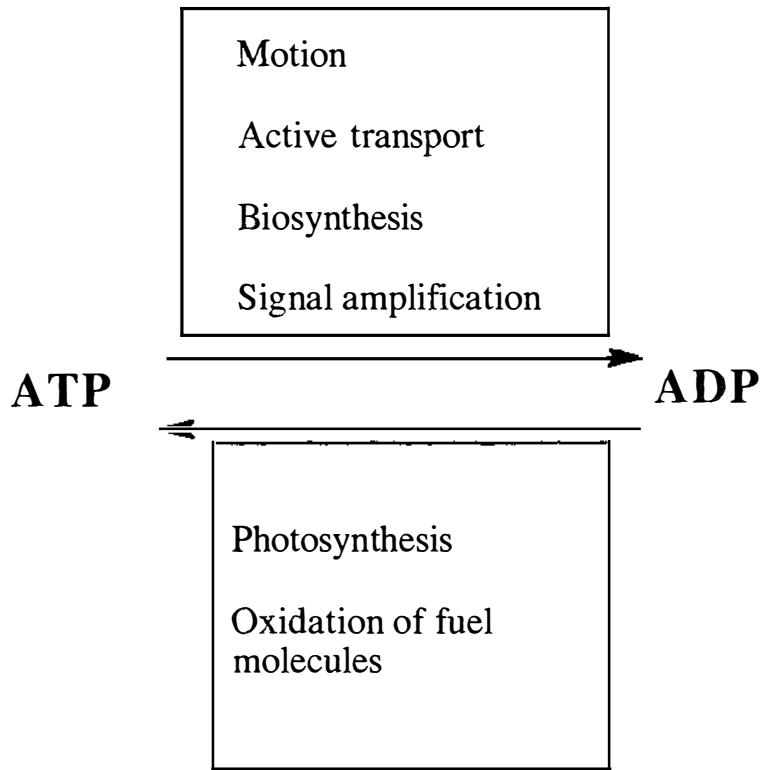 Motion
Active transport
Biosynthesis
Signal amplification
ATP
ADP
Photosynthesis
Oxidation of fuel
molecules